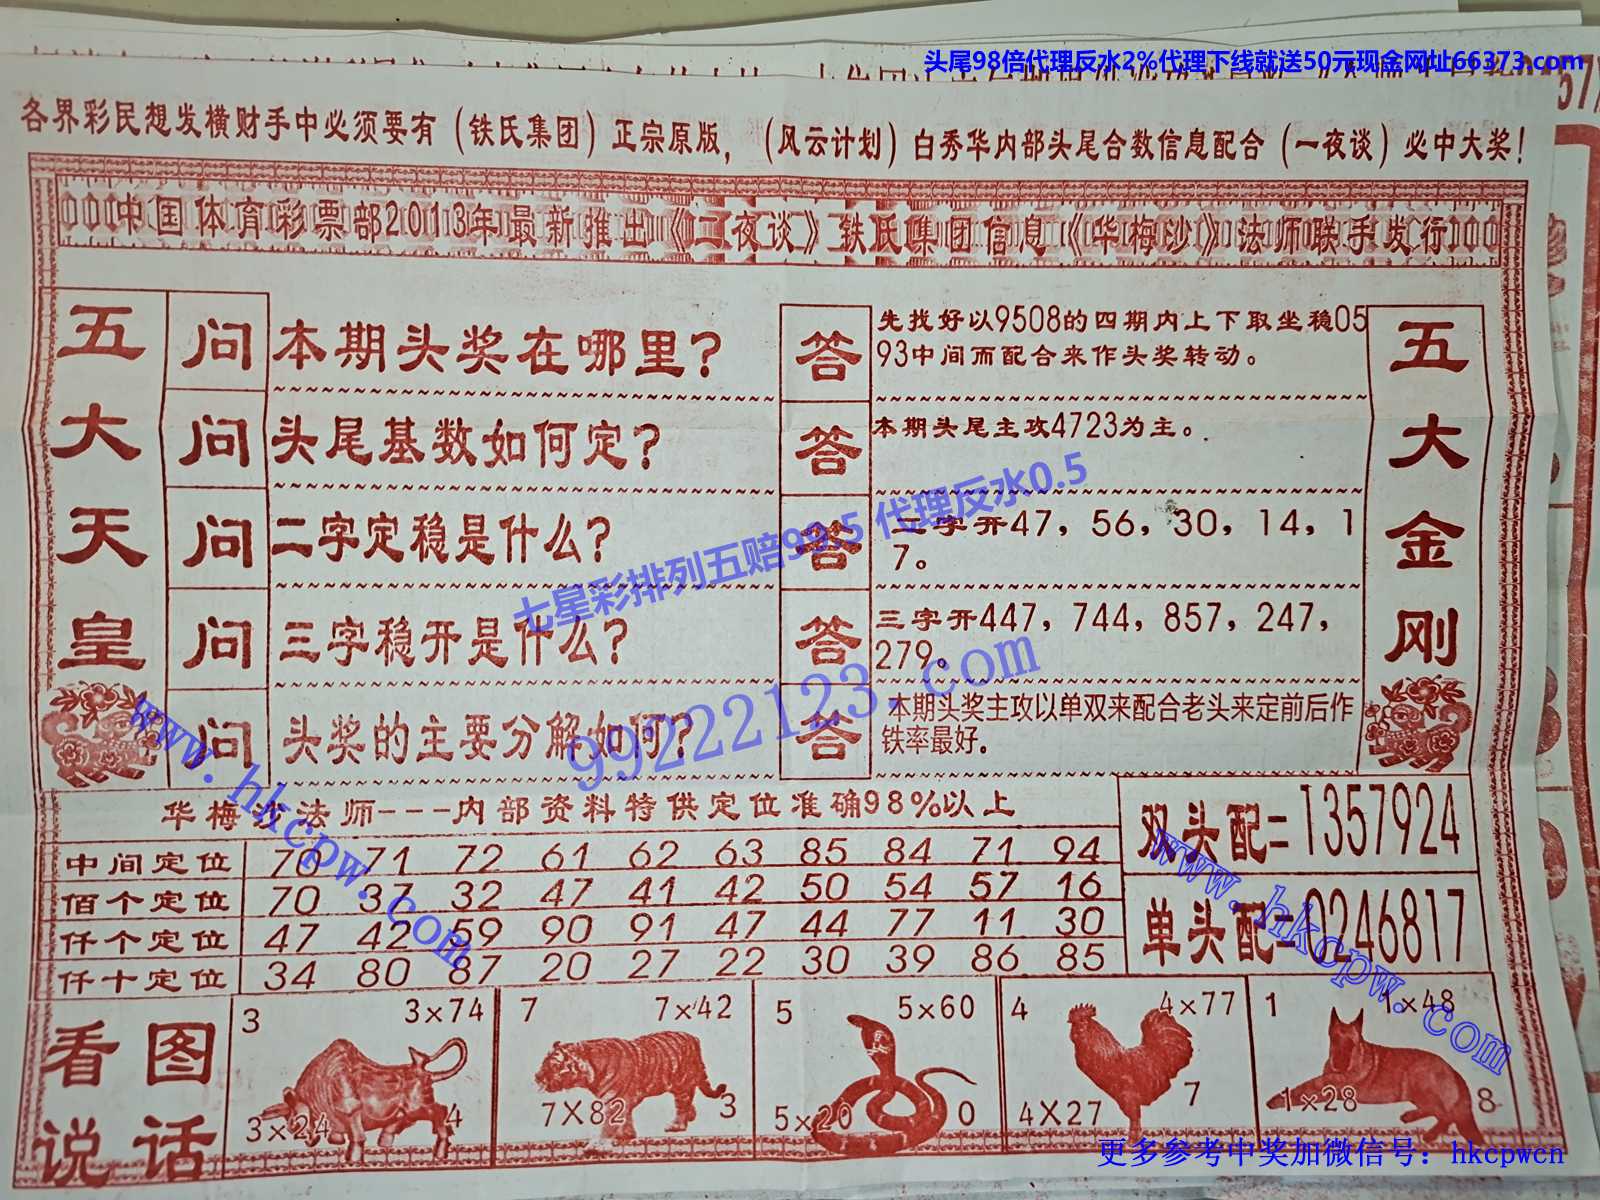 头尾98倍代理反水2%代理下线就送50元现金网址66373.com
各界彩民想发横财手中必须要有（铁氏集团）正宗原版，（风云计划）白秀华内部头尾合数信息配合（一夜谈）必中大奖！
中国体育彩票部2013年最新推出《二夜谈》铁氏集团信息《华梅沙》法师联手发行
五大天皇
问 本期头奖在哪里？
答 先找好以9508的四期内上下取坐稳05
93中间而配合来作头奖转动。
问 头尾基数如何定？
答 本期头尾主攻4723为主。
问 二字定稳是什么？
答 二字开47，56，30，14，1
7。
问 三字稳开是什么？
答 三字开447，744，857，247，
279。
问 头奖的主要分解如何？
答 本期头奖主攻以单双来配合老头来定前后作
铁率最好。
五大金刚
七星彩排列五赔98.5 代理反水0.5
99222123.com
www.hkcpw.com
华梅沙法师---内部资料特供定位准确98%以上
中间定位 70 71 72 61 62 63 85 84 71 94
佰个定位 70 37 32 47 41 42 50 54 57 16
仟个定位 47 42 59 90 91 47 44 77 11 30
仟十定位 34 80 87 20 27 22 30 39 86 85
双头配=1357924
单头配=0246817
www.hkcpw.com
看图
说话
3 3×74
3×24 4
7 7×42
7×82 3
5 5×60
5×20 0
4 4×77
4×27 7
1 1×48
1×28 8
更多参考中奖加微信号：hkcpwcn